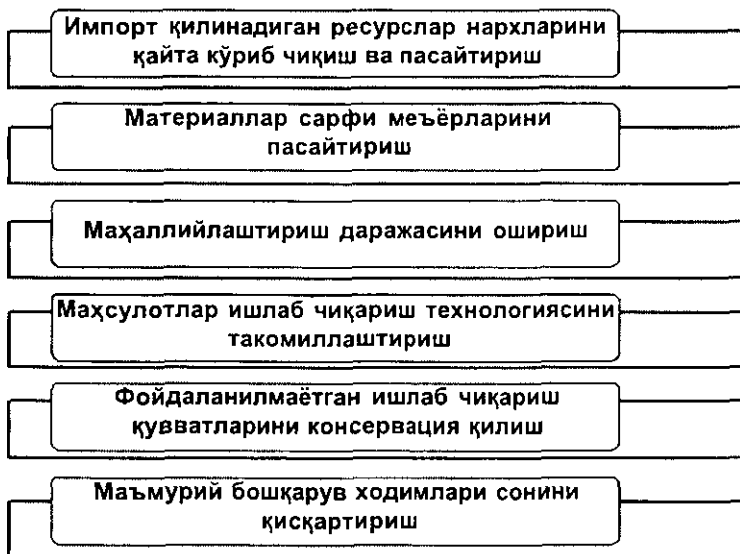 Импорт қилинадиган ресурслар нархларини
қайта кўриб чиқиш ва пасайтириш
Материаллар сарфи меъёрларини
пасайтириш
Маҳаллийлаштириш даражасини ошириш
Маҳсулотлар ишлаб чиқариш технологиясини
такомиллаштириш
Фойдаланилмаётган ишлаб чиқариш
қувватларини консервация қилиш
Маъмурий бошқарув ходимлари сонини
қисқартириш